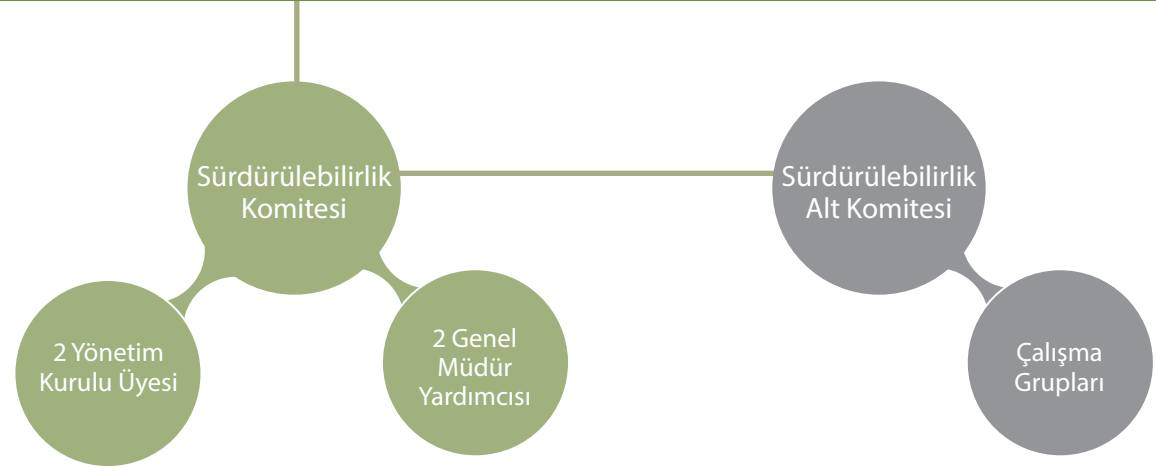 Sürdürülebilirlik
Komitesi
Sürdürülebilirlik
Alt Komitesi
2 Yönetim
Kurulu Üyesi
2 Genel
Müdür
Yardımcısı
Çalışma
Grupları